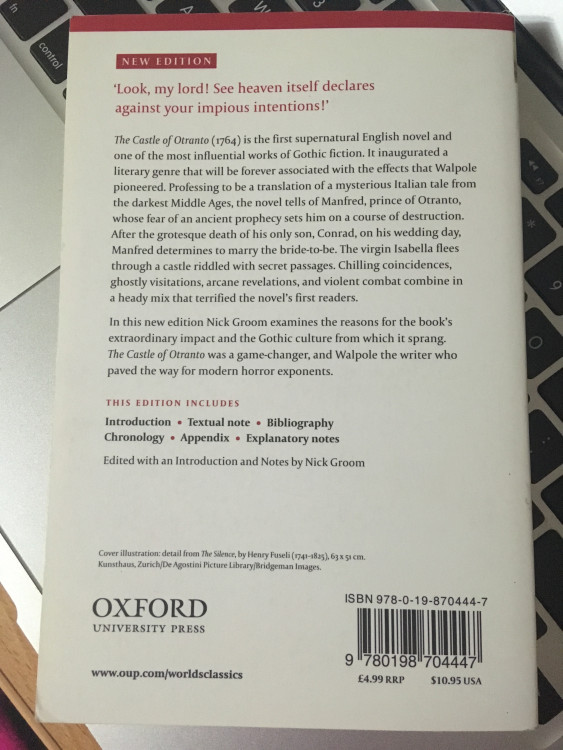 fn
control
W
3
NEW EDITION
'Look, my lord! See heaven itself declares
against your impious intentions!'
The Castle of Otranto (1764) is the first supernatural English novel and
one of the most influential works of Gothic fiction. It inaugurated a
literary genre that will be forever associated with the effects that Walpole
pioneered. Professing to be a translation of a mysterious Italian tale from
the darkest Middle Ages, the novel tells of Manfred, prince of Otranto,
whose fear of an ancient prophecy sets him on a course of destruction.
After the grotesque death of his only son, Conrad, on his wedding day,
Manfred determines to marry the bride-to-be. The virgin Isabella flees
through a castle riddled with secret passages. Chilling coincidences,
ghostly visitations, arcane revelations, and violent combat combine in
a heady mix that terrified the novel's first readers.
In this new edition Nick Groom examines the reasons for the book's
extraordinary impact and the Gothic culture from which it sprang.
The Castle of Otranto was a game-changer, and Walpole the writer who
paved the way for modern horror exponents.
THIS EDITION INCLUDES
Introduction • Textual note • Bibliography
Chronology • Appendix • Explanatory notes
Edited with an Introduction and Notes by Nick Groom
Cover illustration: detail from The Silence, by Henry Fuseli (1741-1825), 63 x 51 cm.
Kunsthaus, Zurich/De Agostini Picture Library/Bridgeman Images.
OXFORD
UNIVERSITY PRESS
www.oup.com/worldsclassics
ISBN 978-0-19-870444-7
9 780198 704447
£4.99 RRP $10.95 USA